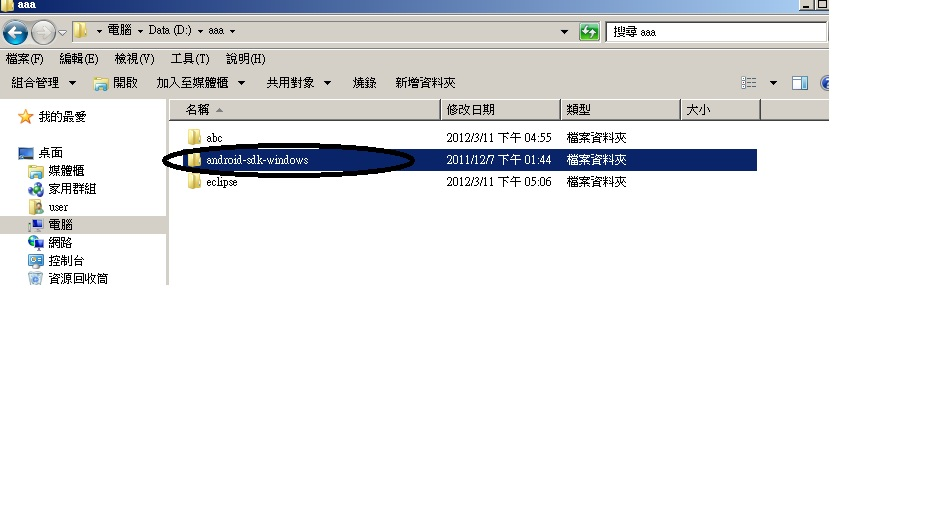 aaa
電腦 Data (D:) aaa 搜尋 aaa
檔案(F) 編輯(E) 檢視(V) 工具(T) 說明(H)
組合管理 開啟 加入至媒體櫃 共用對象 燒錄 新增資料夾
我的最愛
桌面
媒體櫃
家用群組
user
電腦
網路
控制台
資源回收筒
名稱 修改日期 類型 大小
abc 2012/3/11 下午 04:55 檔案資料夾
android-sdk-windows 2011/12/7 下午 01:44 檔案資料夾
eclipse 2012/3/11 下午 05:06 檔案資料夾